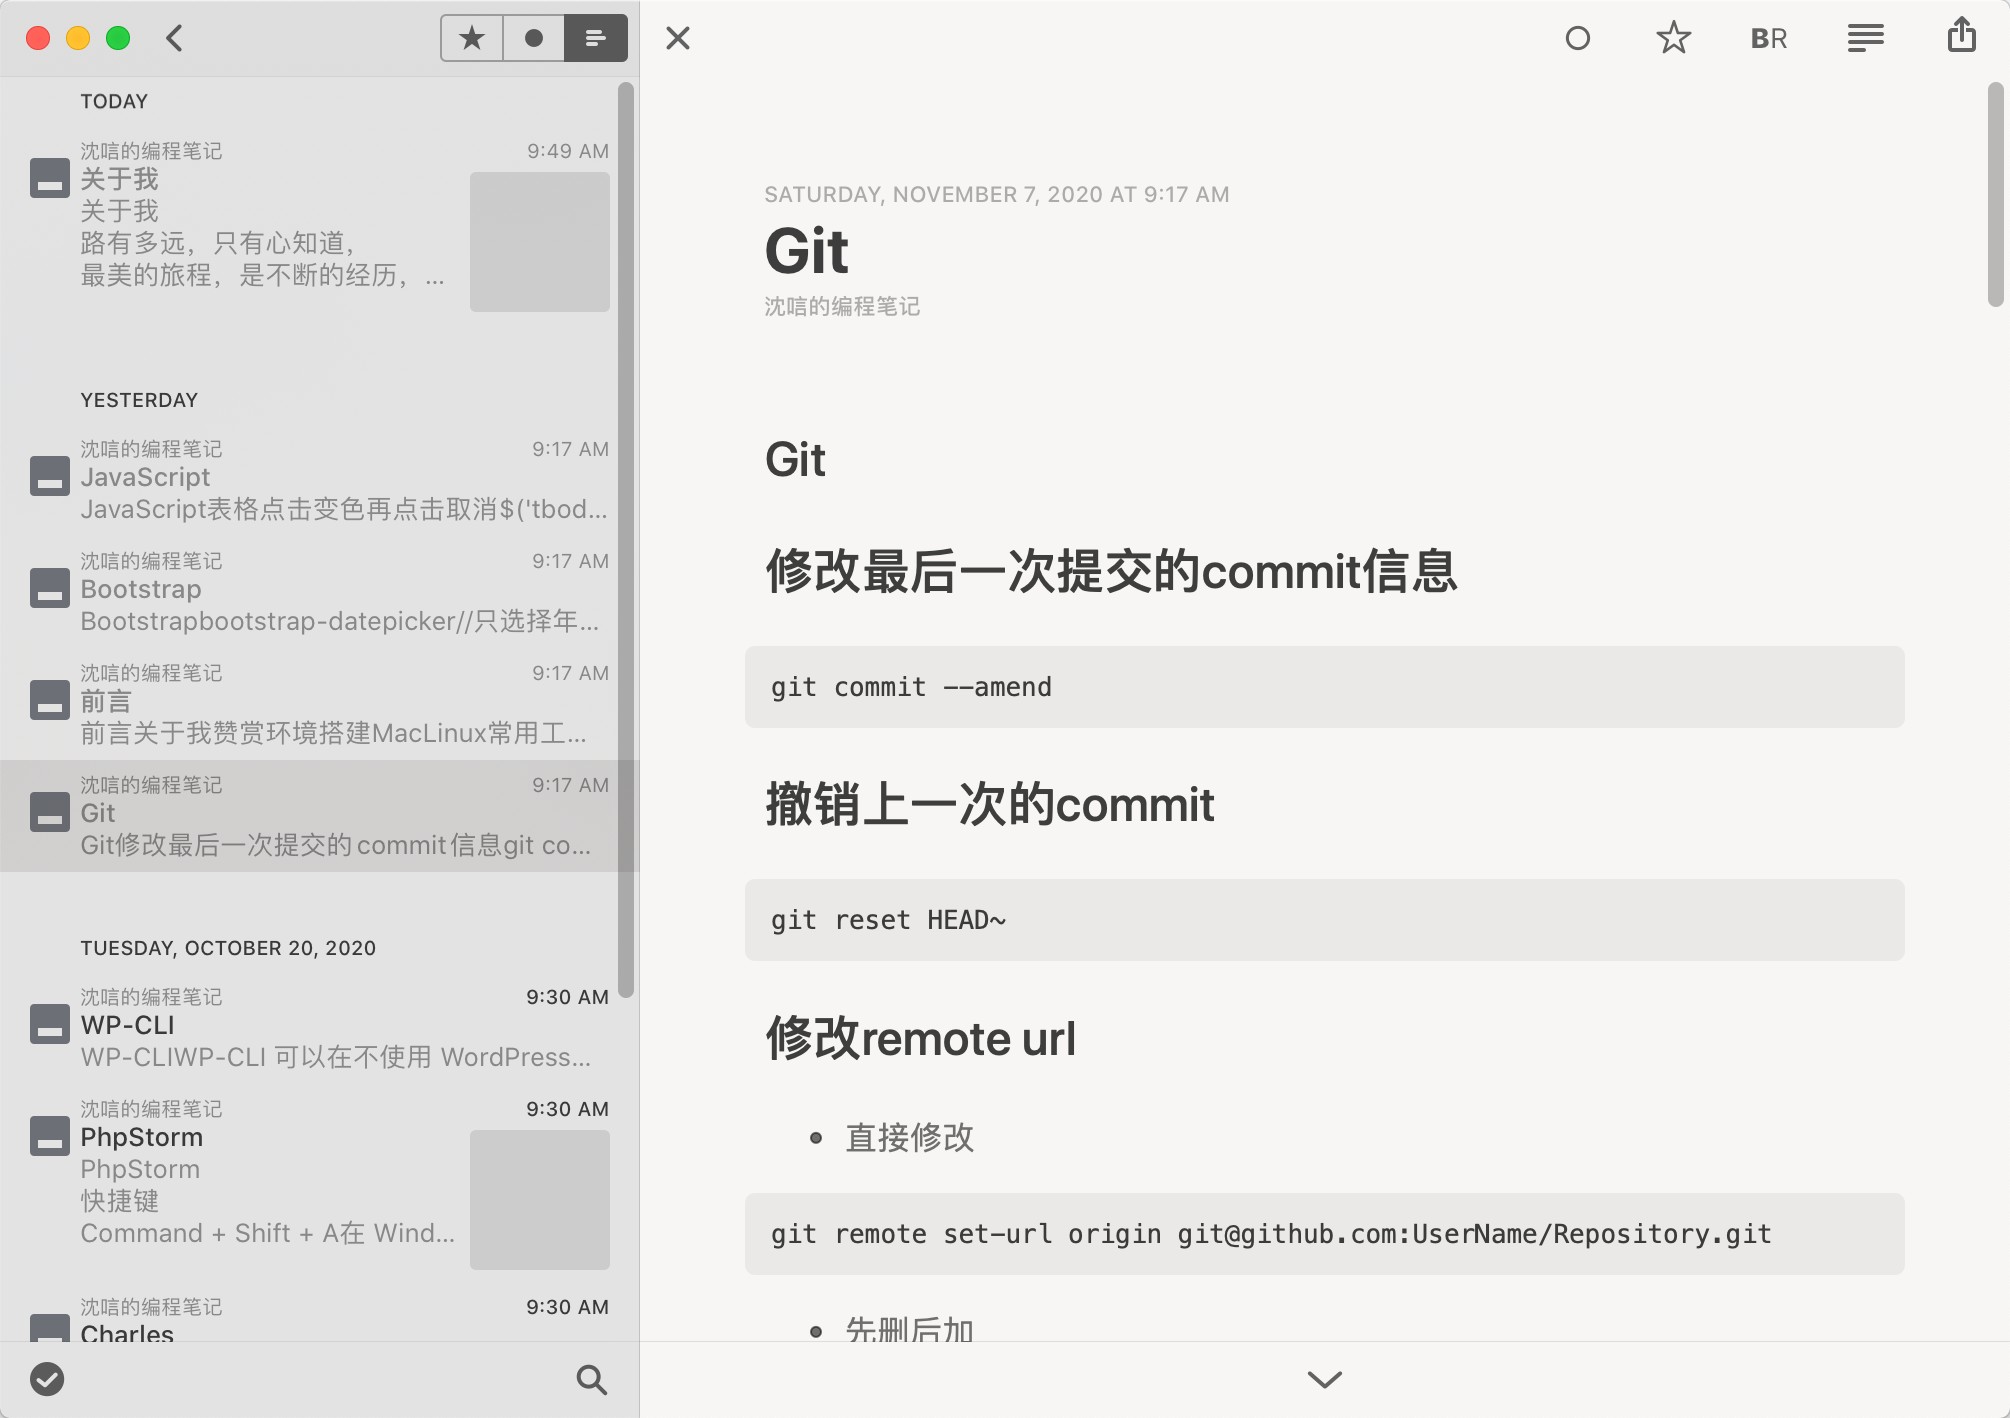 TODAY
沈唁的编程笔记 9:49 AM
关于我
关于我
路有多远，只有心知道，
最美的旅程，是不断的经历，...
YESTERDAY
沈唁的编程笔记 9:17 AM
JavaScript
JavaScript表格点击变色再点击取消$('tbod...
沈唁的编程笔记 9:17 AM
Bootstrap
Bootstrapbootstrap-datepicker//只选择年...
沈唁的编程笔记 9:17 AM
前言
前言关于我赞赏环境搭建MacLinux常用工...
沈唁的编程笔记 9:17 AM
Git
Git修改最后一次提交的commit信息git co...
TUESDAY, OCTOBER 20, 2020
沈唁的编程笔记 9:30 AM
WP-CLI
WP-CLIWP-CLI 可以在不使用 WordPress...
沈唁的编程笔记 9:30 AM
PhpStorm
PhpStorm
快捷键
Command + Shift + A在 Wind...
沈唁的编程笔记 9:30 AM
Charles
BR
SATURDAY, NOVEMBER 7, 2020 AT 9:17 AM
Git
沈唁的编程笔记
Git
修改最后一次提交的commit信息
git commit --amend
撤销上一次的commit
git reset HEAD~
修改remote url
• 直接修改
git remote set-url origin git@github.com:UserName/Repository.git
• 先删后加